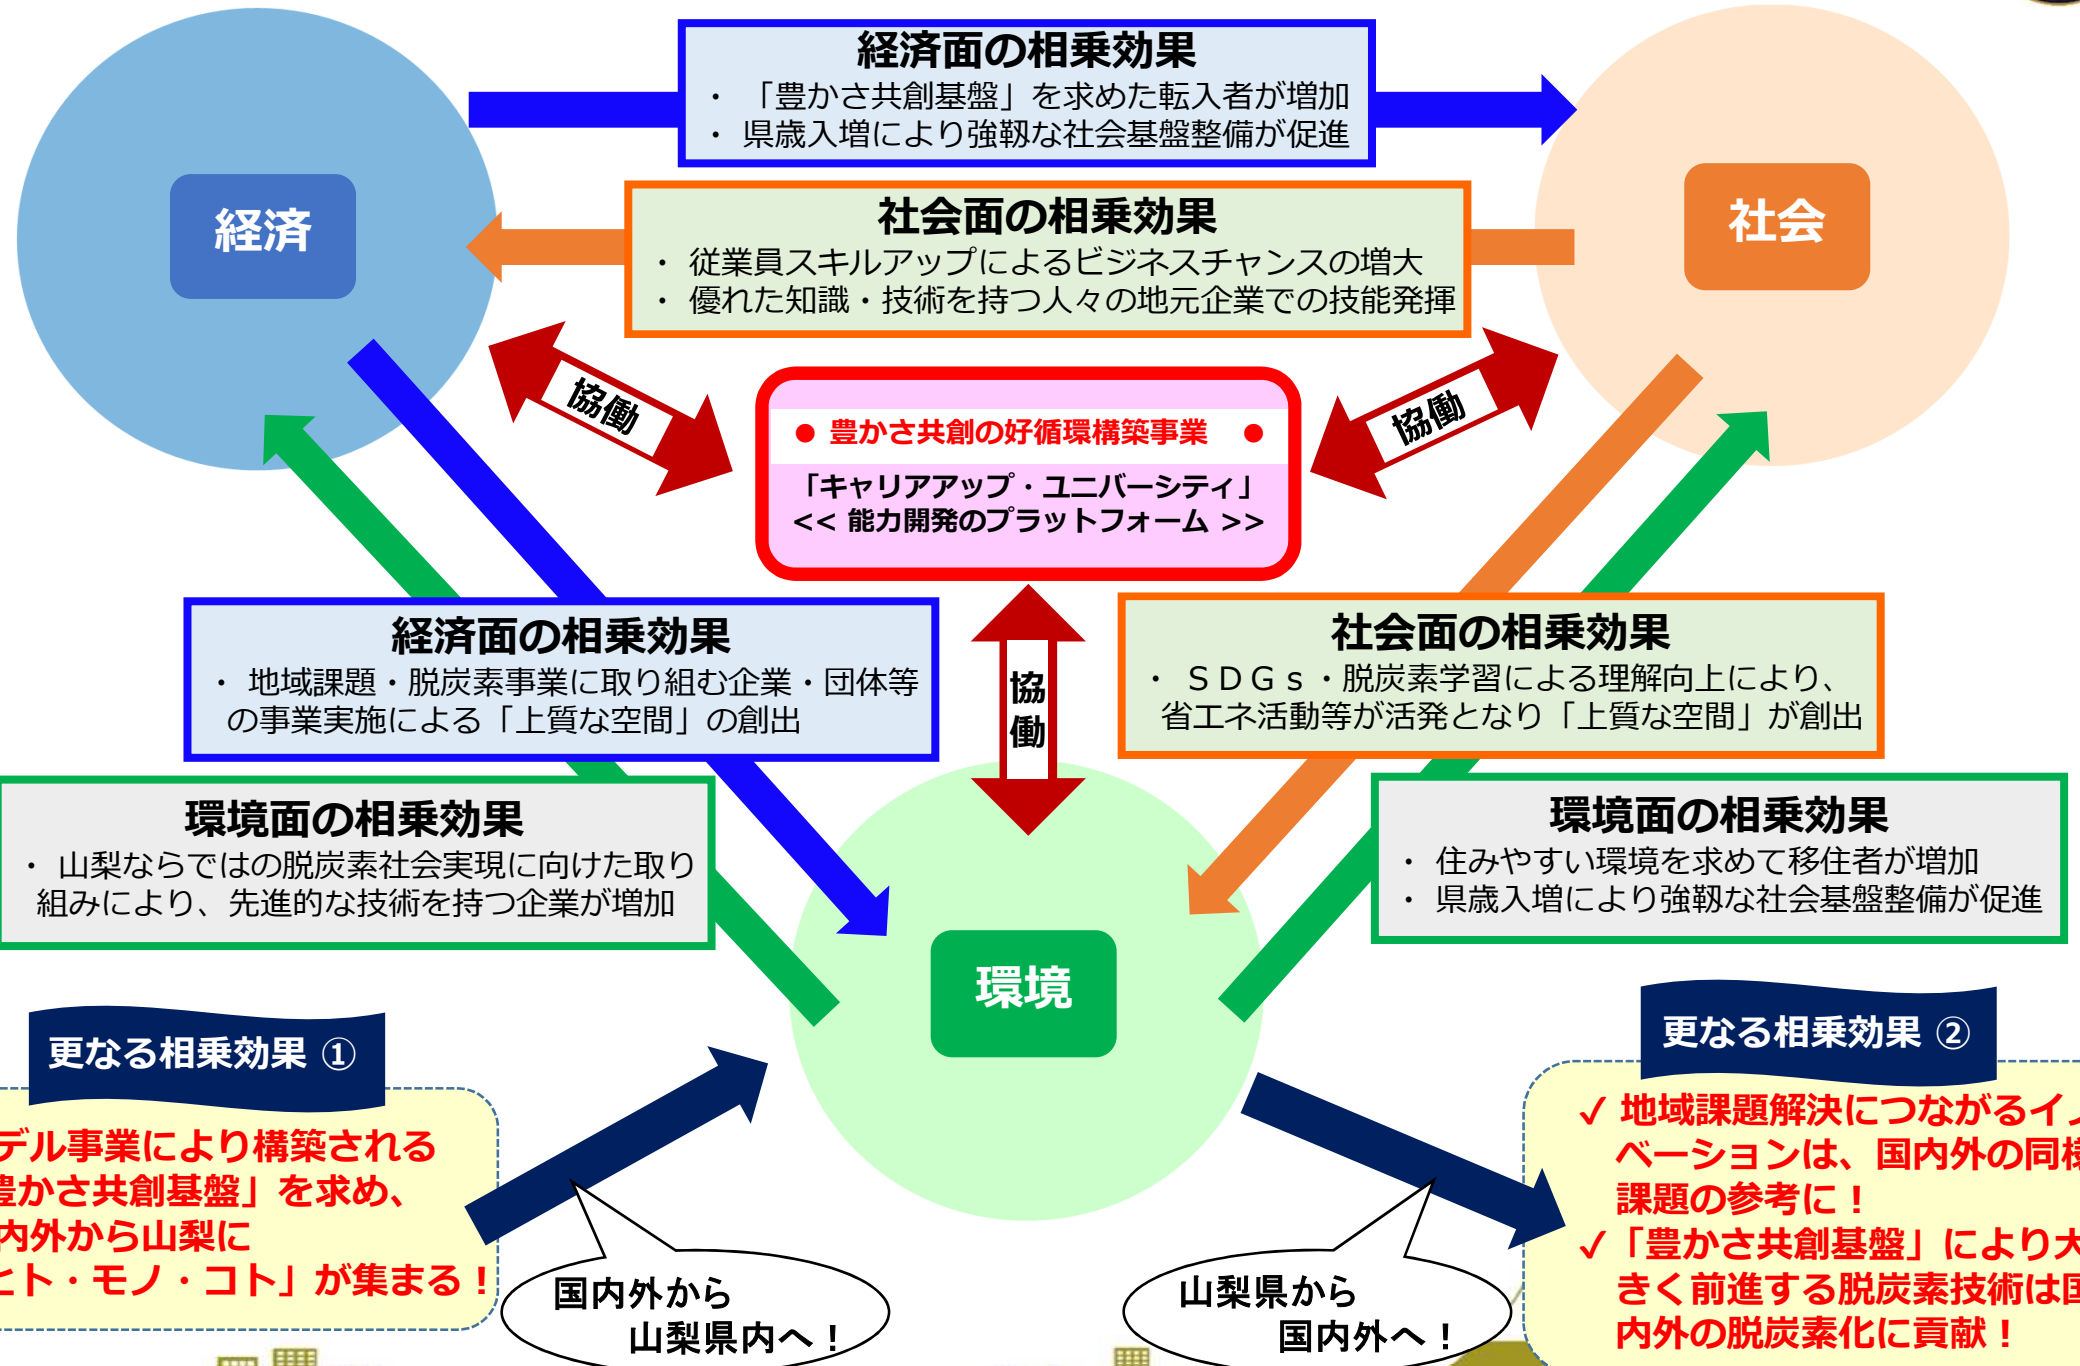 経済面の相乗効果
・ 「豊かさ共創基盤」を求めた転入者が増加
・ 県歳入増により強靱な社会基盤整備が促進
経済
社会
社会面の相乗効果
・ 従業員スキルアップによるビジネスチャンスの増大
・ 優れた知識・技術を持つ人々の地元企業での技能発揮
協働
協働
● 豊かさ共創の好循環構築事業 ●
「キャリアアップ・ユニバーシティ」
<< 能力開発のプラットフォーム >>
経済面の相乗効果
・ 地域課題・脱炭素事業に取り組む企業・団体等
の事業実施による「上質な空間」の創出
協
働
社会面の相乗効果
・ ＳＤＧｓ・脱炭素学習による理解向上により、
省エネ活動等が活発となり「上質な空間」が創出
環境面の相乗効果
・ 山梨ならではの脱炭素社会実現に向けた取り
組みにより、先進的な技術を持つ企業が増加
環境面の相乗効果
・ 住みやすい環境を求めて移住者が増加
・ 県歳入増により強靱な社会基盤整備が促進
環境
更なる相乗効果 ①
デル事業により構築される
豊かさ共創基盤」を求め、
内外から山梨に
ヒト・モノ・コト」が集まる！
国内外から
山梨県内へ！
山梨県から
国内外へ！
更なる相乗効果 ②
✓ 地域課題解決につながるイノ
ベーションは、国内外の同様
課題の参考に！
✓「豊かさ共創基盤」により大
きく前進する脱炭素技術は国
内外の脱炭素化に貢献！